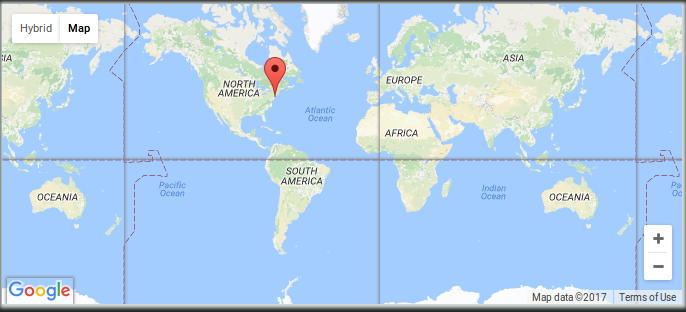 Hybrid
Map
NORTH
AMERICA
EUROPE
ASIA
Atlantic
Ocean
AFRICA
SOUTH
AMERICA
OCEANIA
Pacific
Ocean
Indian
Ocean
OCEANIA
+
−
Google
Map data ©2017
Terms of Use